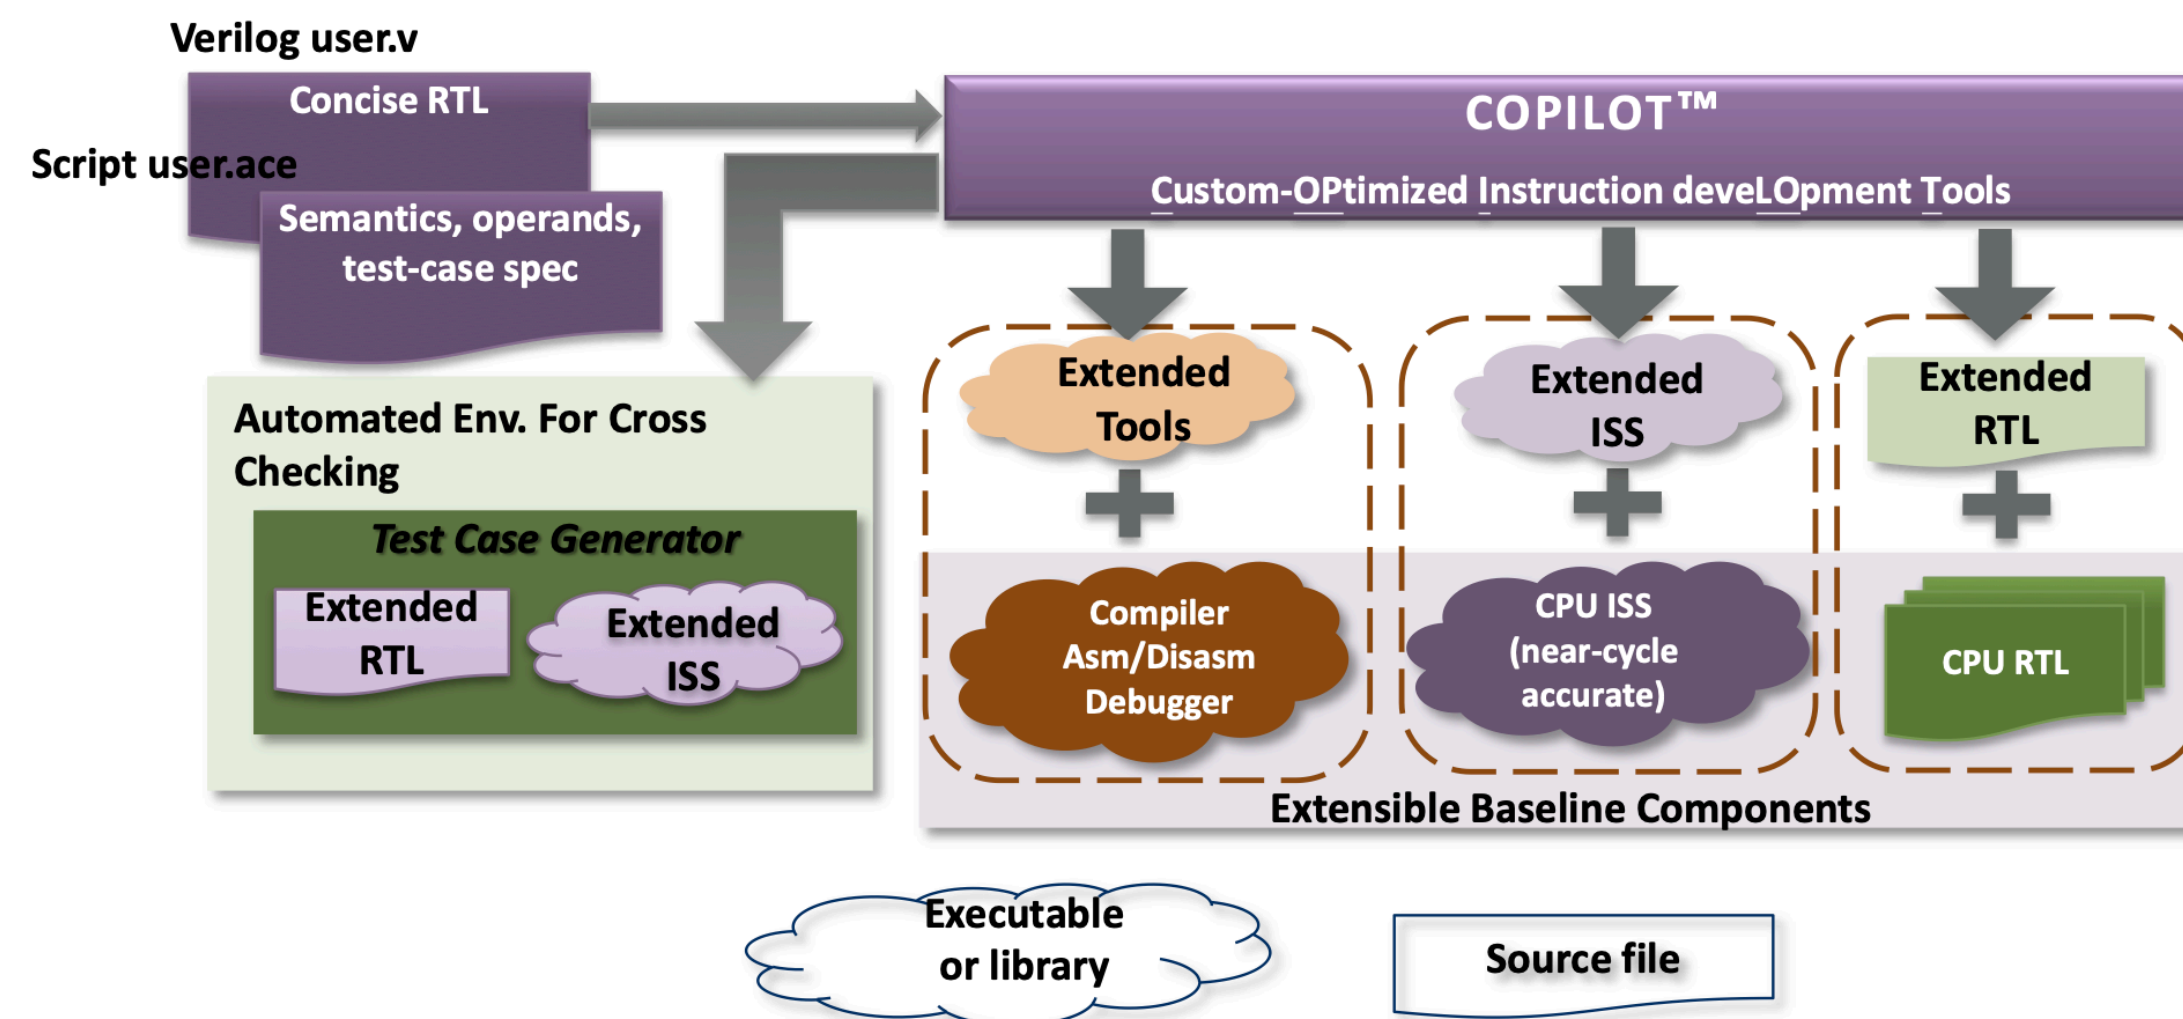 Verilog user.v
Concise RTL
Script user.ace
Semantics, operands,
test-case spec
COPILOT™
Custom-OPtimized Instruction deveLOpment Tools
Automated Env. For Cross
Checking
Test Case Generator
Extended
RTL
Extended
ISS
Extended
Tools
Compiler
Asm/Disasm
Debugger
Extended
ISS
CPU ISS
(near-cycle
accurate)
Extended
RTL
CPU RTL
Extensible Baseline Components
Executable
or library
Source file